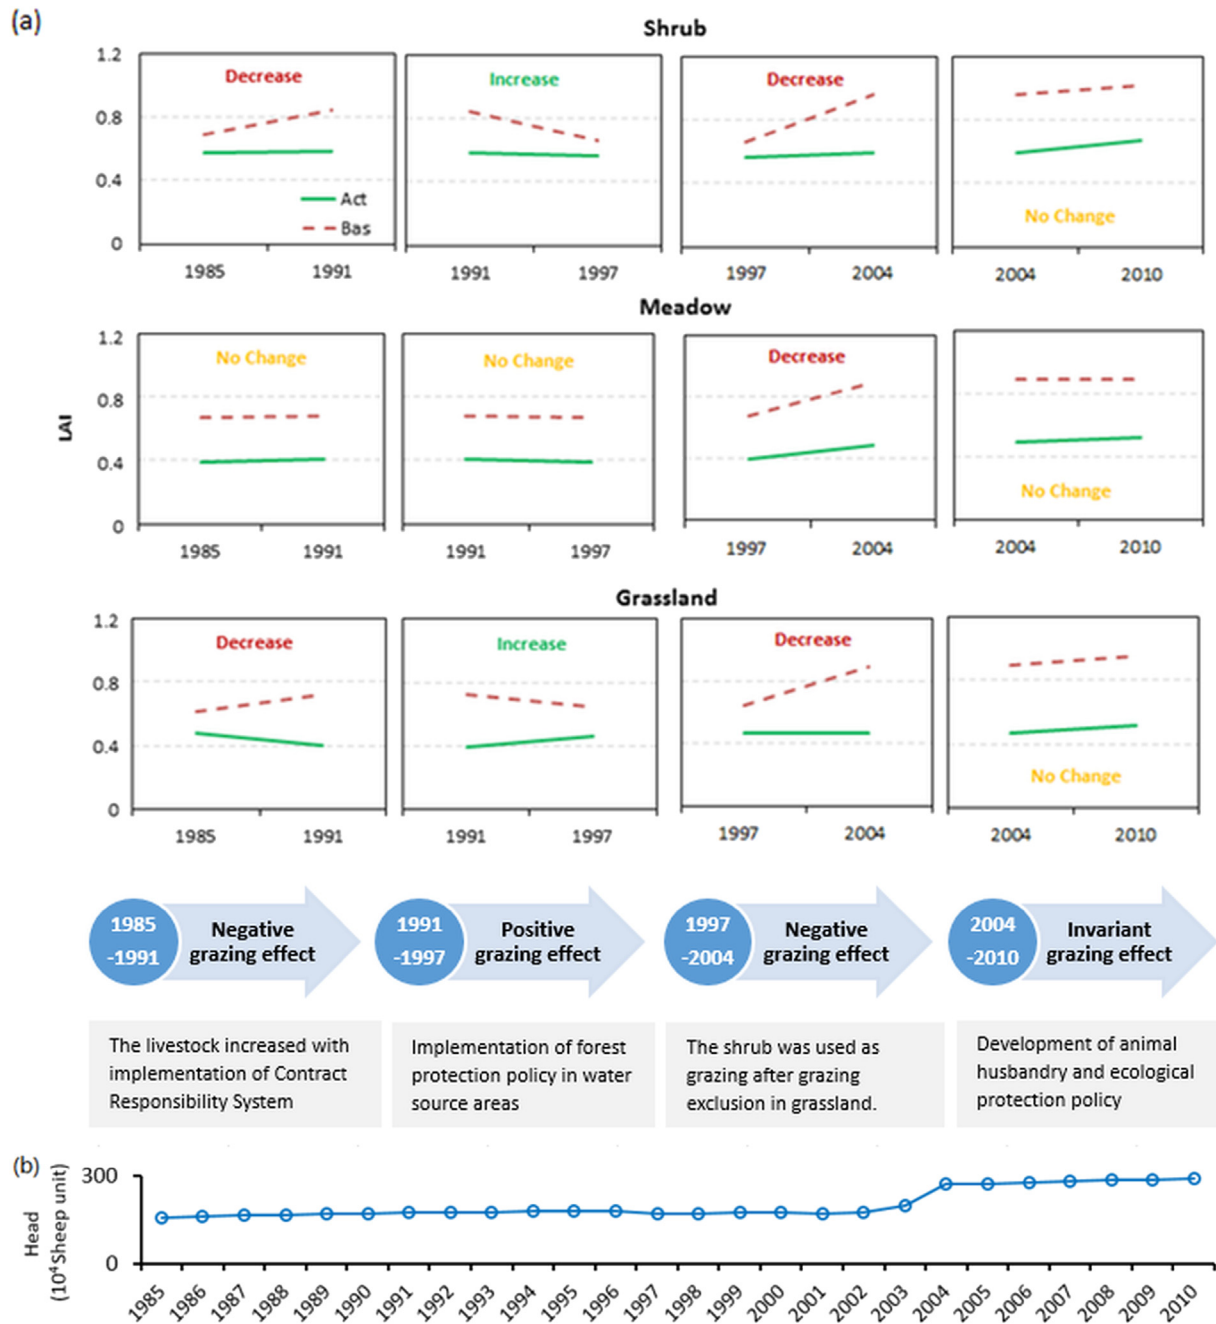 (a)
Shrub
1.2
0.8
0.4
0
Decrease
Act
Bas
1985 1991
Increase
1991 1997
Decrease
1997 2004
No Change
2004 2010
Meadow
LAI
1.2
0.8
0.4
0
No Change
1985 1991
No Change
1991 1997
Decrease
1997 2004
No Change
2004 2010
Grassland
1.2
0.8
0.4
0
Decrease
1985 1991
Increase
1991 1997
Decrease
1997 2004
No Change
2004 2010
1985
-1991
Negative
grazing effect
1991
-1997
Positive
grazing effect
1997
-2004
Negative
grazing effect
2004
-2010
Invariant
grazing effect
The livestock increased with
implementation of Contract
Responsibility System
Implementation of forest
protection policy in water
source areas
The shrub was used as
grazing after grazing
exclusion in grassland.
Development of animal
husbandry and ecological
protection policy
(b)
Head
(10⁴Sheep unit)
300
0
1985 1986 1987 1988 1989 1990 1991 1992 1993 1994 1995 1996 1997 1998 1999 2000 2001 2002 2003 2004 2005 2006 2007 2008 2009 2010